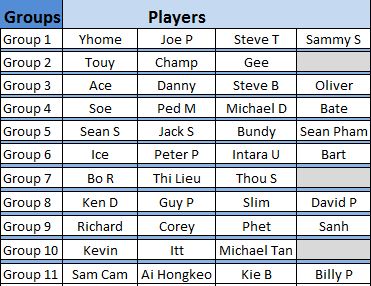 Groups Players
Group 1 Yhome Joe P Steve T Sammy S
Group 2 Touy Champ Gee
Group 3 Ace Danny Steve B Oliver
Group 4 Soe Ped M Michael D Bate
Group 5 Sean S Jack S Bundy Sean Pham
Group 6 Ice Peter P Intara U Bart
Group 7 Bo R Thi Lieu Thou S
Group 8 Ken D Guy P Slim David P
Group 9 Richard Corey Phet Sanh
Group 10 Kevin Itt Michael Tan
Group 11 Sam Cam Ai Hongkeo Kie B Billy P